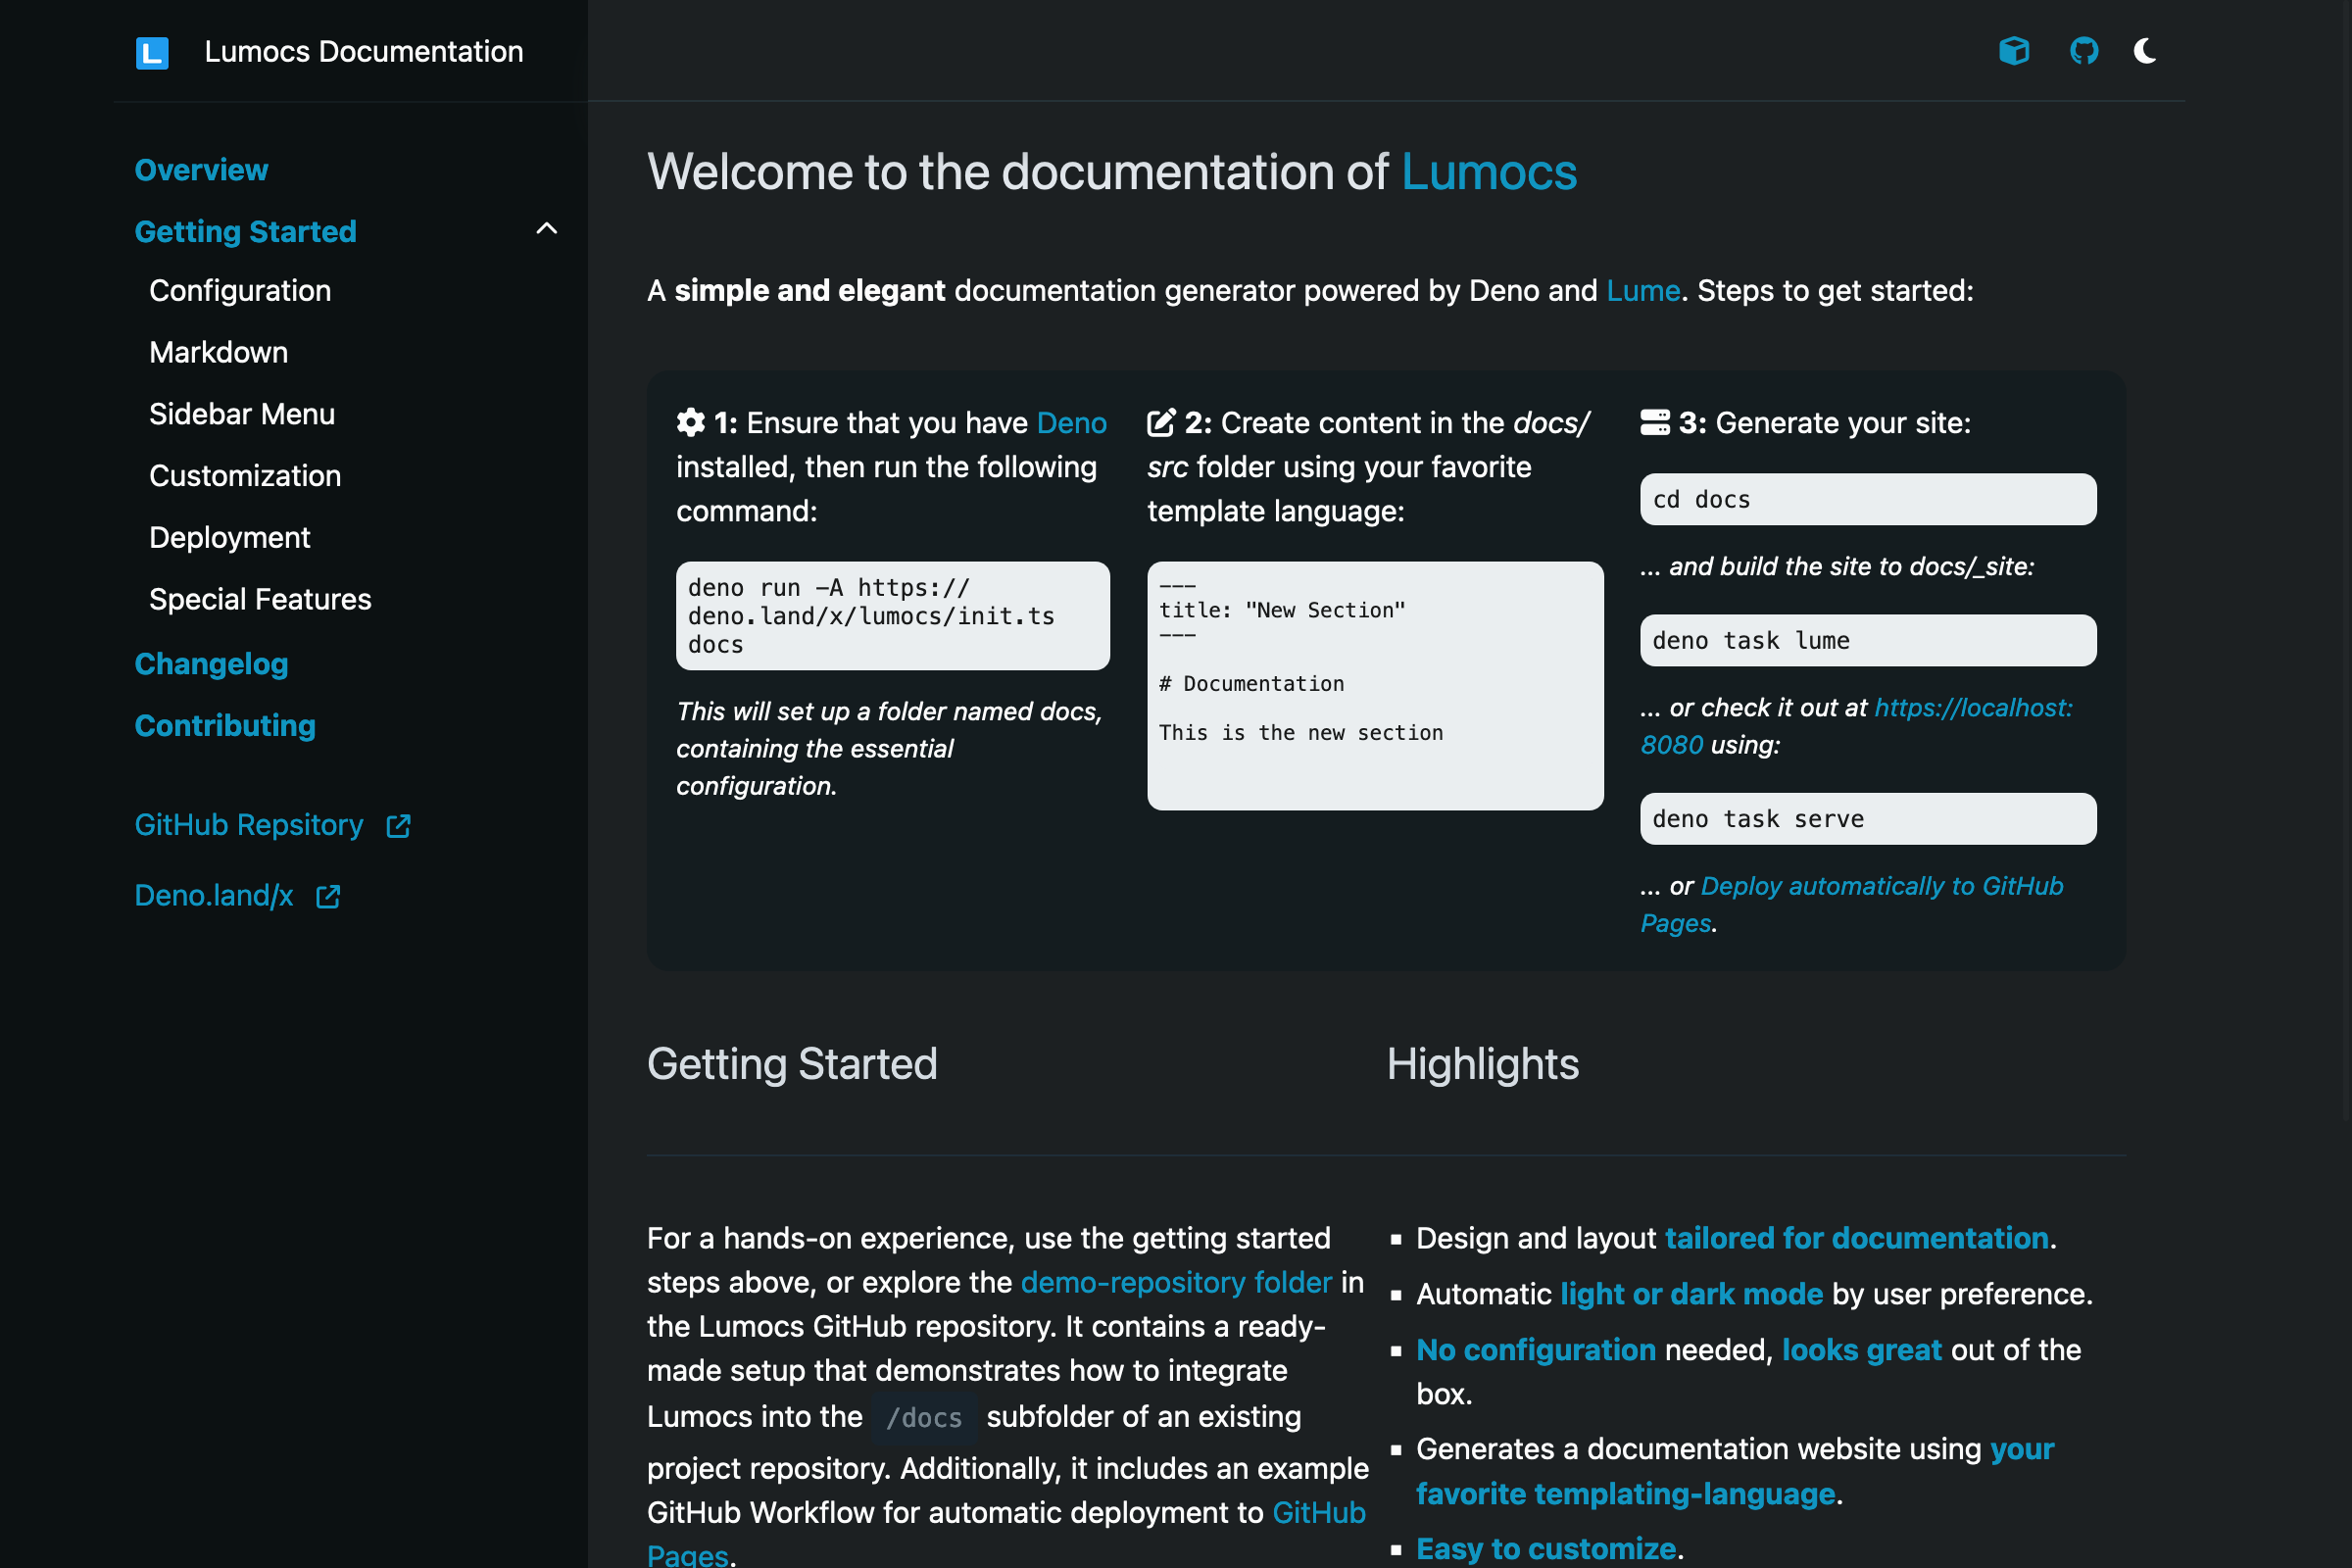 L Lumocs Documentation
Overview
Getting Started
Configuration
Markdown
Sidebar Menu
Customization
Deployment
Special Features
Changelog
Contributing
GitHub Repsitory
Deno.land/x
Welcome to the documentation of Lumocs
A simple and elegant documentation generator powered by Deno and Lume. Steps to get started:
1: Ensure that you have Deno
installed, then run the following
command:
deno run -A https://
deno.land/x/lumocs/init.ts
docs
This will set up a folder named docs,
containing the essential
configuration.
2: Create content in the docs/
src folder using your favorite
template language:
---
title: "New Section"
---
# Documentation
This is the new section
3: Generate your site:
cd docs
... and build the site to docs/_site:
deno task lume
... or check it out at https://localhost:
8080 using:
deno task serve
... or Deploy automatically to GitHub
Pages.
Getting Started
For a hands-on experience, use the getting started
steps above, or explore the demo-repository folder in
the Lumocs GitHub repository. It contains a ready-
made setup that demonstrates how to integrate
Lumocs into the /docs subfolder of an existing
project repository. Additionally, it includes an example
GitHub Workflow for automatic deployment to GitHub
Pages.
Highlights
▪ Design and layout tailored for documentation.
▪ Automatic light or dark mode by user preference.
▪ No configuration needed, looks great out of the
box.
▪ Generates a documentation website using your
favorite templating-language.
▪ Easy to customize.